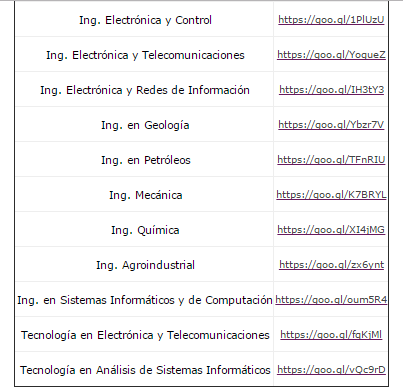 Ing. Electrónica y Control https://goo.gl/1PlUzU
Ing. Electrónica y Telecomunicaciones https://goo.gl/YoqueZ
Ing. Electrónica y Redes de Información https://goo.gl/IH3tY3
Ing. en Geología https://goo.gl/Ybzr7V
Ing. en Petróleos https://goo.gl/TFnRIU
Ing. Mecánica https://goo.gl/K7BRYL
Ing. Química https://goo.gl/XI4jMG
Ing. Agroindustrial https://goo.gl/zx6ynt
Ing. en Sistemas Informáticos y de Computación https://goo.gl/oum5R4
Tecnología en Electrónica y Telecomunicaciones https://goo.gl/fqKjMl
Tecnología en Análisis de Sistemas Informáticos https://goo.gl/vQc9rD